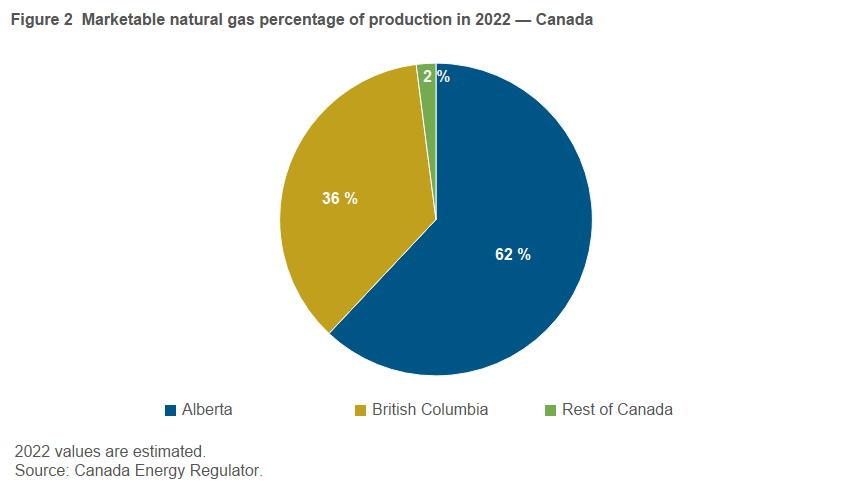 Figure 2  Marketable natural gas percentage of production in 2022 — Canada
2 %
36 %
62 %
Alberta
British Columbia
Rest of Canada
2022 values are estimated.
Source: Canada Energy Regulator.